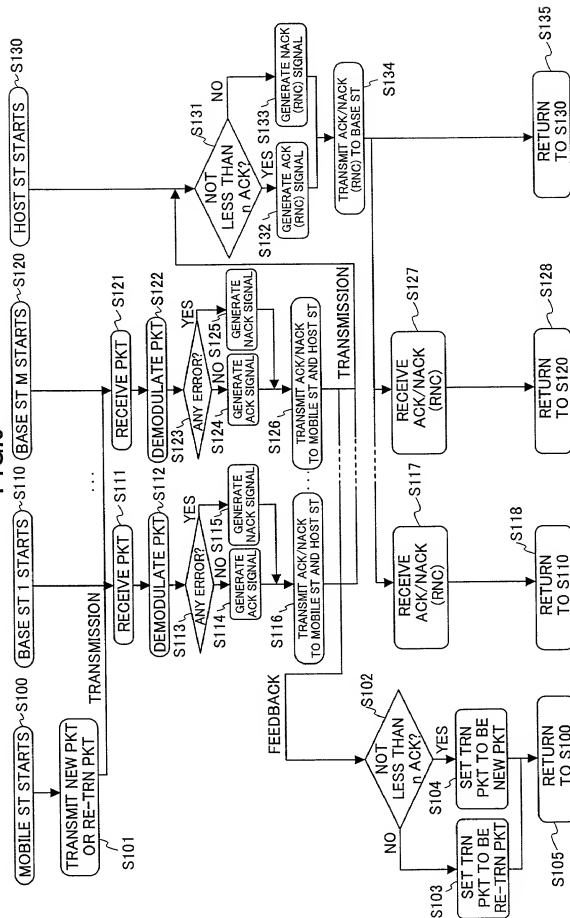 MOBILE ST STARTS
S100
TRANSMIT NEW PKT
OR RE-TRN PKT
S101
TRANSMISSION
BASE ST 1 STARTS
S110
BASE ST M STARTS
S120
HOST ST STARTS
S130
RECEIVE PKT
S111
DEMODULATE PKT
S112
ANY ERROR?
S113
YES
NO
GENERATE
ACK SIGNAL
S114
GENERATE
NACK SIGNAL
S115
TRANSMIT ACK/NACK
TO MOBILE ST AND HOST ST
S116
...
RECEIVE PKT
S121
DEMODULATE PKT
S122
ANY ERROR?
S123
YES
NO
GENERATE
ACK SIGNAL
S124
GENERATE
NACK SIGNAL
S125
TRANSMIT ACK/NACK
TO MOBILE ST AND HOST ST
S126
...
TRANSMISSION
NOT
LESS THAN
n ACK?
S131
NO
YES
GENERATE ACK
(RNC) SIGNAL
S132
GENERATE NACK
(RNC) SIGNAL
S133
TRANSMIT ACK/NACK
(RNC) TO BASE ST
S134
FEEDBACK
NOT
LESS THAN
n ACK?
S102
NO
YES
SET TRN
PKT TO BE
RE-TRN PKT
S103
SET TRN
PKT TO BE
NEW PKT
S104
RETURN
TO S100
S105
RECEIVE
ACK/NACK
(RNC)
S117
RETURN
TO S110
S118
RECEIVE
ACK/NACK
(RNC)
S127
RETURN
TO S120
S128
RETURN
TO S130
S135